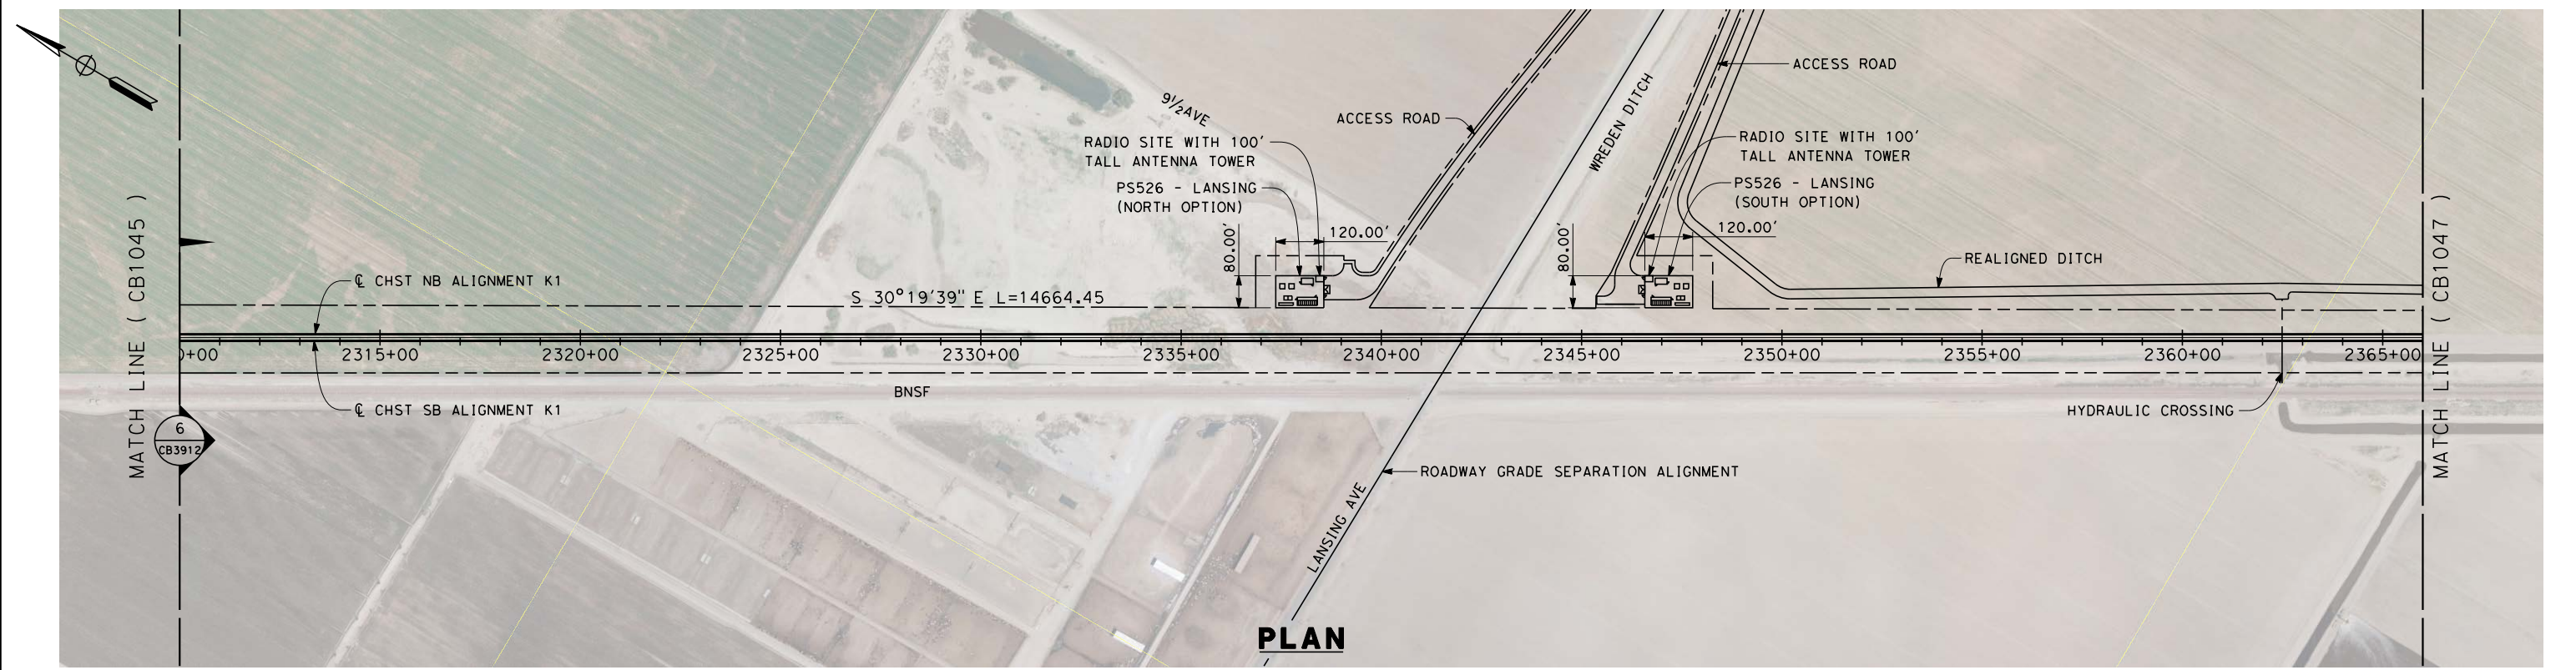 ACCESS ROAD
9½AVE
ACCESS ROAD
WREDEN DITCH
RADIO SITE WITH 100'
TALL ANTENNA TOWER
RADIO SITE WITH 100'
TALL ANTENNA TOWER
PS526 - LANSING
(NORTH OPTION)
PS526 - LANSING
(SOUTH OPTION)
80.00'
120.00'
80.00'
120.00'
MATCH LINE ( CB1045 )
MATCH LINE ( CB1047 )
REALIGNED DITCH
℄ CHST NB ALIGNMENT K1
S 30°19'39" E L=14664.45
0+00 2315+00 2320+00 2325+00 2330+00 2335+00 2340+00 2345+00 2350+00 2355+00 2360+00 2365+00
BNSF
℄ CHST SB ALIGNMENT K1
HYDRAULIC CROSSING
6
CB3912
ROADWAY GRADE SEPARATION ALIGNMENT
LANSING AVE
PLAN